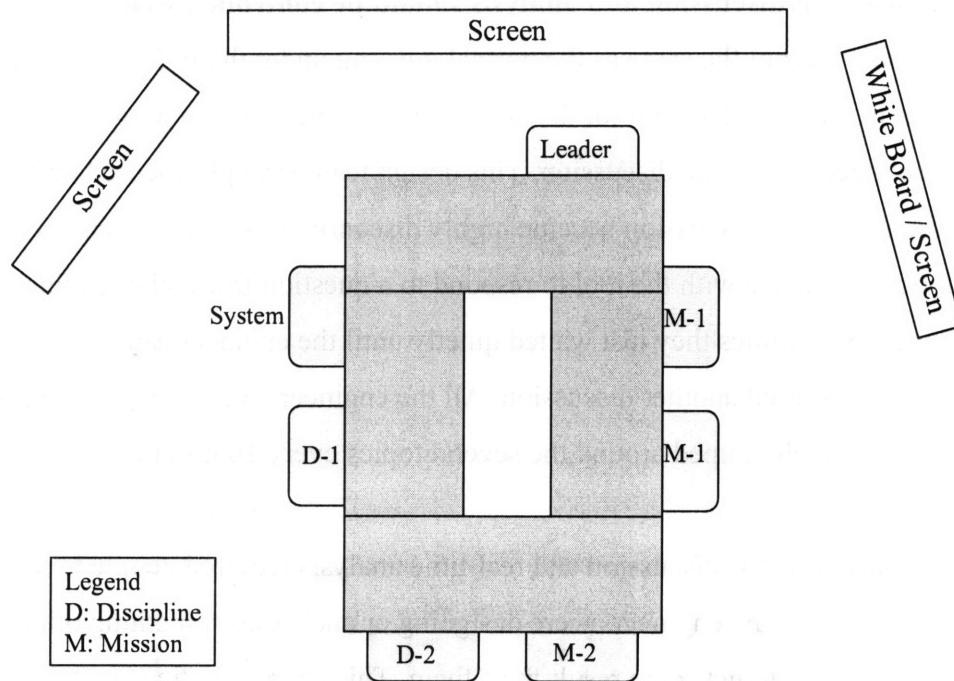 Screen
Screen
White Board / Screen
Leader
System
M-1
D-1
M-1
Legend
D: Discipline
M: Mission
D-2
M-2